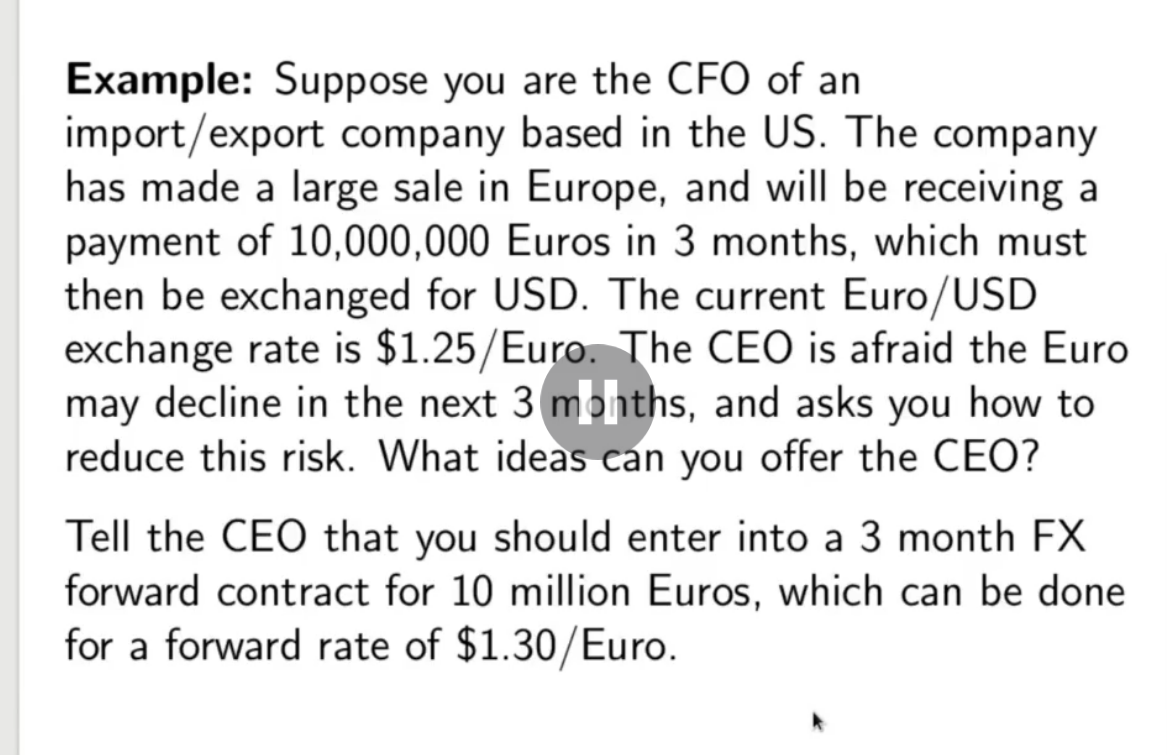 Example: Suppose you are the CFO of an
import/export company based in the US. The company
has made a large sale in Europe, and will be receiving a
payment of 10,000,000 Euros in 3 months, which must
then be exchanged for USD. The current Euro/USD
exchange rate is $1.25/Euro. The CEO is afraid the Euro
may decline in the next 3 months, and asks you how to
reduce this risk. What ideas can you offer the CEO?
Tell the CEO that you should enter into a 3 month FX
forward contract for 10 million Euros, which can be done
for a forward rate of $1.30/Euro.